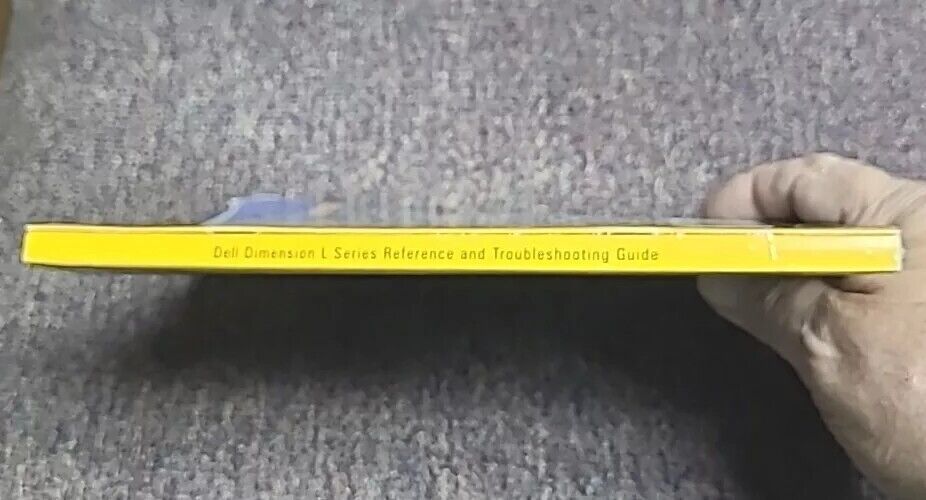 Dell Dimension L Series Reference and Troubleshooting Guide